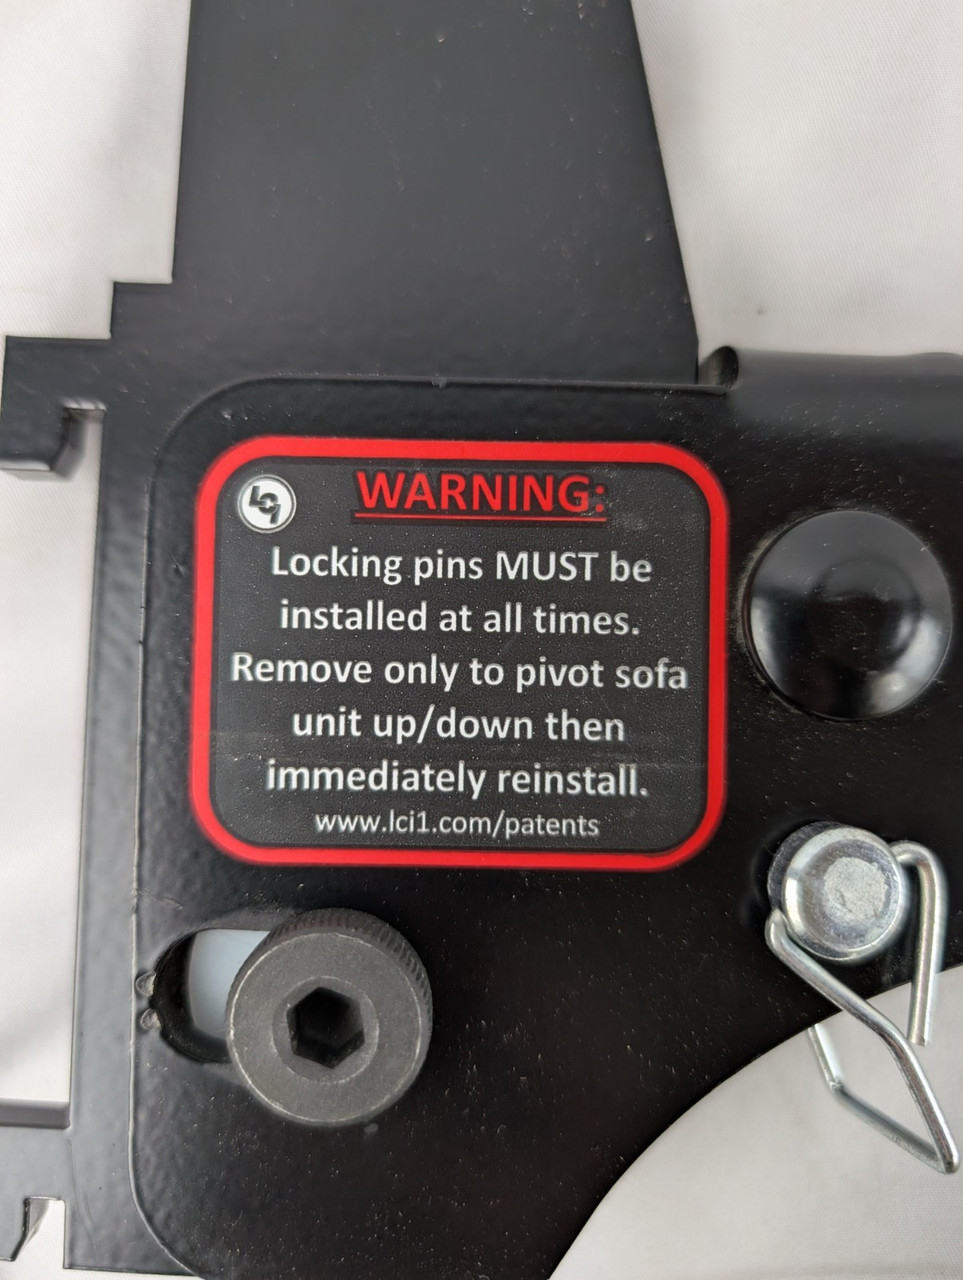 LCI
WARNING:
Locking pins MUST be
installed at all times.
Remove only to pivot sofa
unit up/down then
immediately reinstall.
www.lci1.com/patents